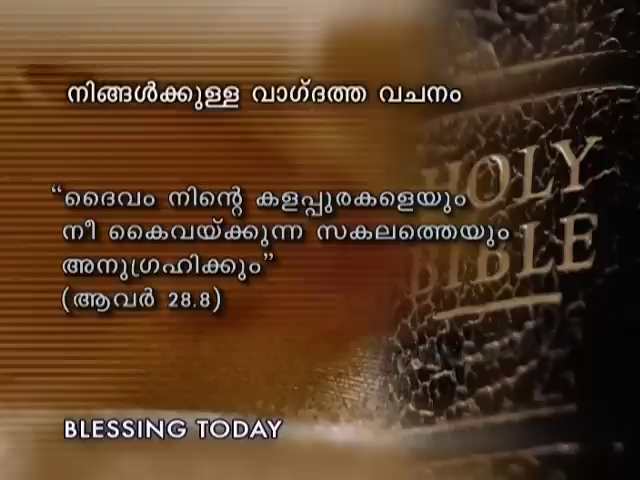 നിങ്ങൾക്കുള്ള വാഗ്ദത്ത വചനം
“ദൈവം നിന്റെ കളപ്പുരകളെയും
നീ കൈവയ്ക്കുന്ന സകലത്തെയും
അനുഗ്രഹിക്കും”
(ആവർ 28.8)
HOLY
BIBLE
BLESSING TODAY